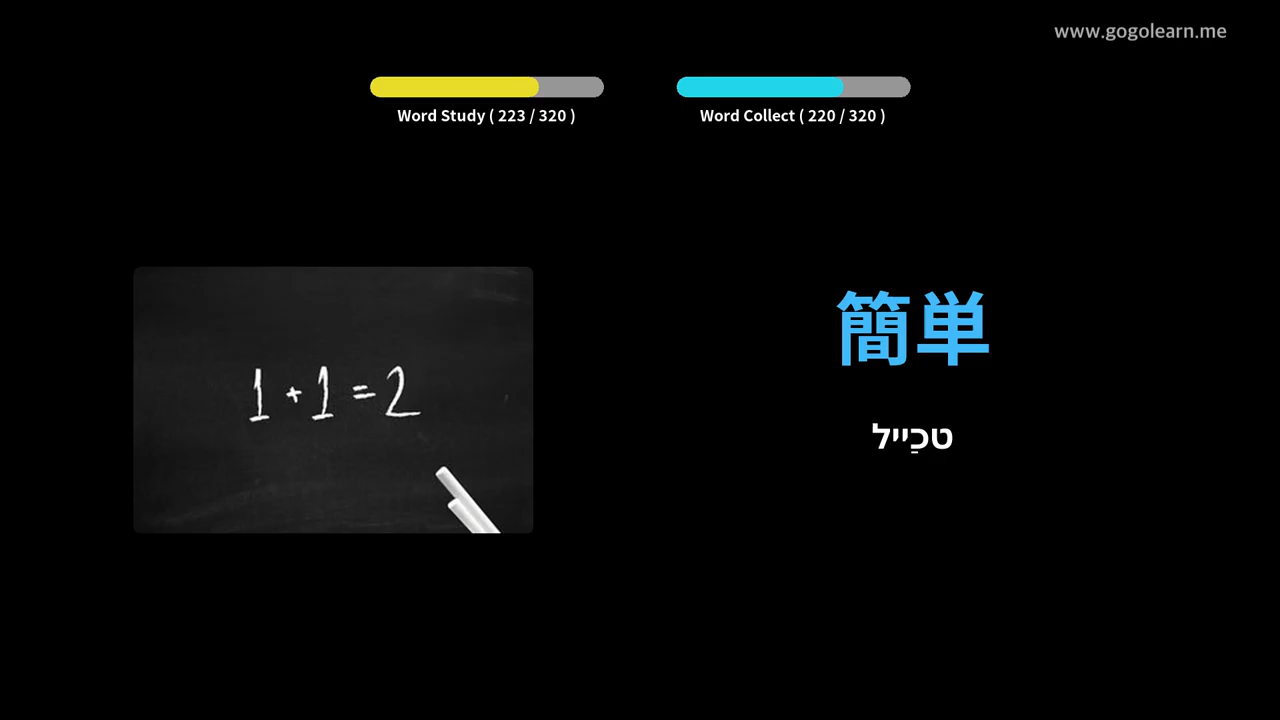 www.gogolearn.me
Word Study ( 223 / 320 )
Word Collect ( 220 / 320 )
1 + 1 = 2
簡単
טכַייל